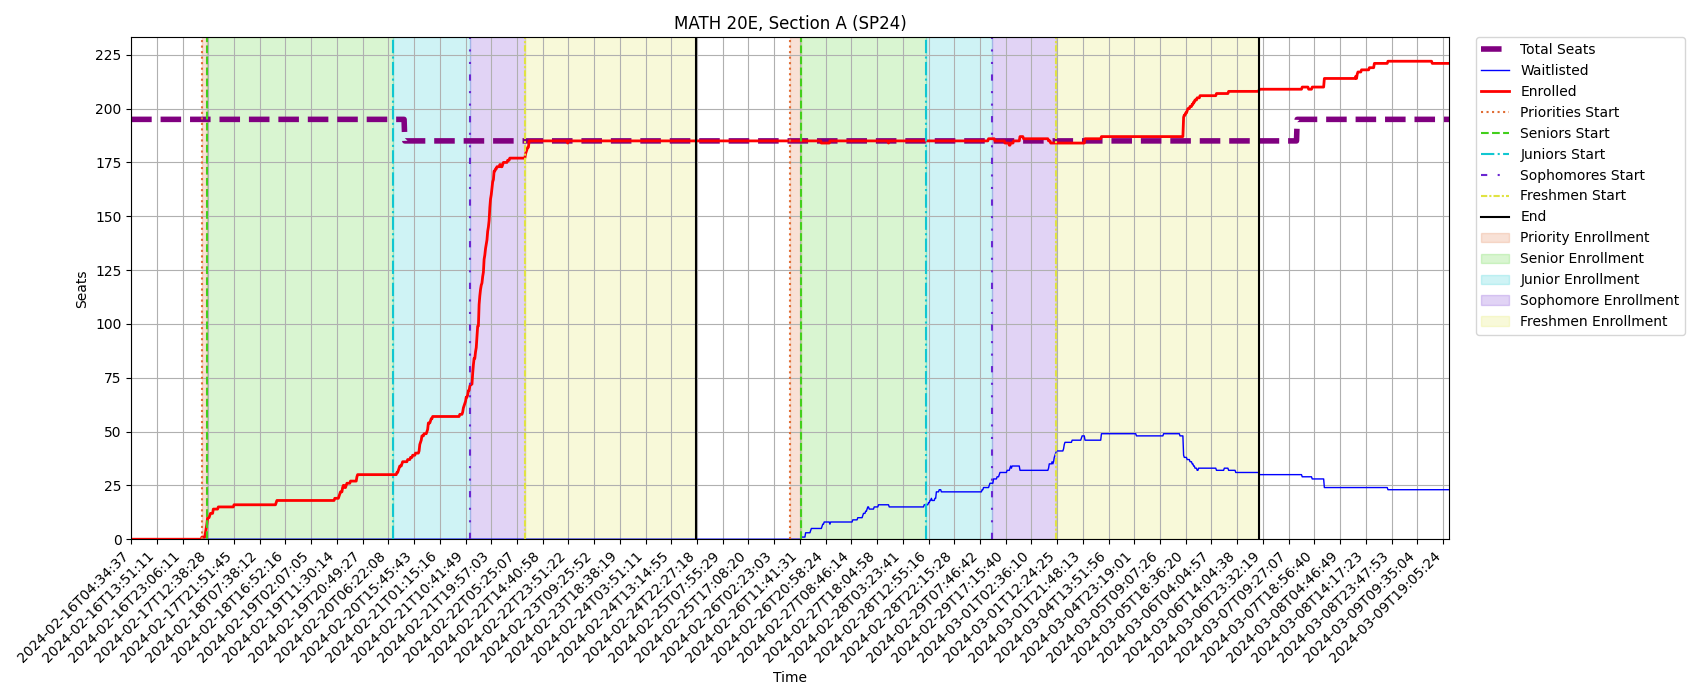 MATH 20E, Section A (SP24)
225
200
175
150
125
100
75
50
25
0
Seats
2024-02-16T04:34:37
2024-02-16T13:51:11
2024-02-16T23:06:11
2024-02-17T12:38:28
2024-02-17T21:51:45
2024-02-18T07:38:12
2024-02-18T16:52:16
2024-02-19T02:07:05
2024-02-19T11:30:14
2024-02-19T20:49:27
2024-02-20T06:22:08
2024-02-20T15:45:43
2024-02-21T01:15:16
2024-02-21T10:41:49
2024-02-21T19:57:03
2024-02-22T05:25:07
2024-02-22T14:40:58
2024-02-22T23:51:22
2024-02-23T09:25:52
2024-02-23T18:38:19
2024-02-24T03:51:11
2024-02-24T13:14:55
2024-02-24T22:27:18
2024-02-25T07:55:29
2024-02-25T17:08:20
2024-02-26T02:23:03
2024-02-26T11:41:31
2024-02-26T20:58:24
2024-02-27T08:46:14
2024-02-27T18:04:58
2024-02-28T03:23:41
2024-02-28T12:55:16
2024-02-28T22:15:28
2024-02-29T07:46:42
2024-02-29T17:15:40
2024-03-01T02:36:10
2024-03-01T12:24:25
2024-03-01T21:48:13
2024-03-04T13:51:56
2024-03-04T23:19:01
2024-03-05T09:07:26
2024-03-05T18:36:20
2024-03-06T04:04:57
2024-03-06T14:04:38
2024-03-06T23:32:19
2024-03-07T09:27:07
2024-03-07T18:56:40
2024-03-08T04:46:49
2024-03-08T14:17:23
2024-03-08T23:47:53
2024-03-09T09:35:04
2024-03-09T19:05:24
Time
Total Seats
Waitlisted
Enrolled
Priorities Start
Seniors Start
Juniors Start
Sophomores Start
Freshmen Start
End
Priority Enrollment
Senior Enrollment
Junior Enrollment
Sophomore Enrollment
Freshmen Enrollment